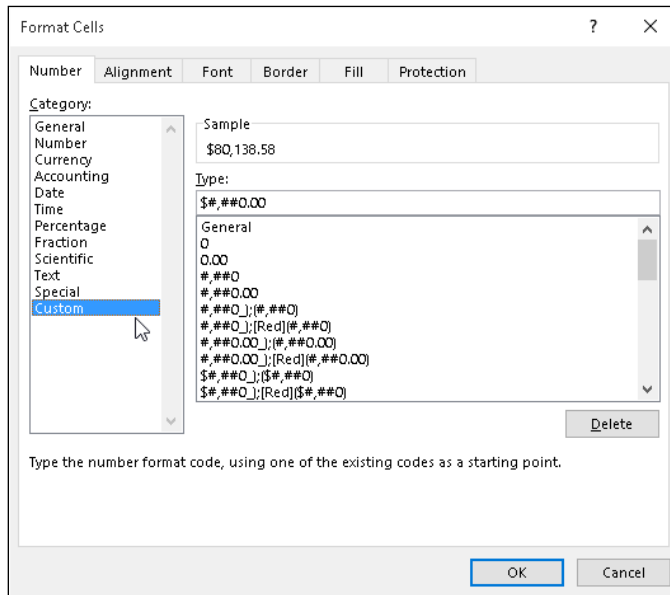 Format Cells ?
Number Alignment Font Border Fill Protection
Category:
General
Number
Currency
Accounting
Date
Time
Percentage
Fraction
Scientific
Text
Special
Custom
Sample
$80,138.58
Type:
$#,##0.00
General
0
0.00
#,##0
#,##0.00
#,##0_);(#,##0)
#,##0_);[Red](#,##0)
#,##0.00_);(#,##0.00)
#,##0.00_);[Red](#,##0.00)
$#,##0_);($#,##0)
$#,##0_);[Red]($#,##0)
Delete
Type the number format code, using one of the existing codes as a starting point.
OK Cancel